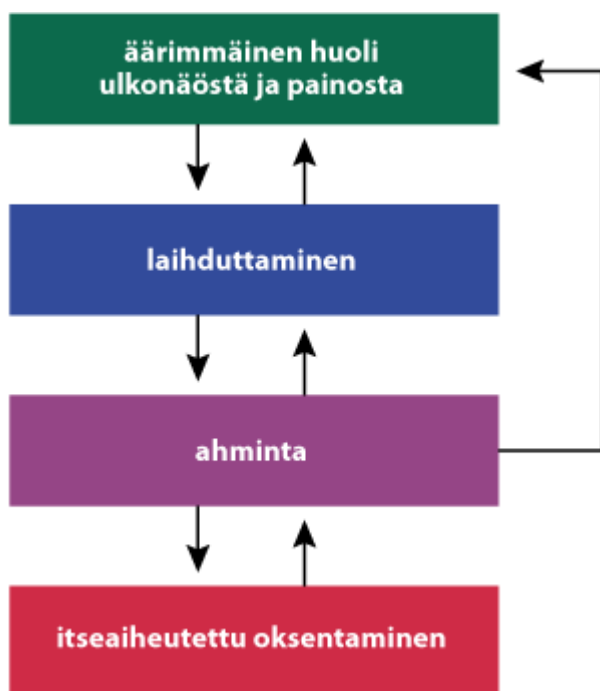 äärimmäinen huoli
ulkonäöstä ja painosta
laihduttaminen
ahminta
itseaiheutettu oksentaminen